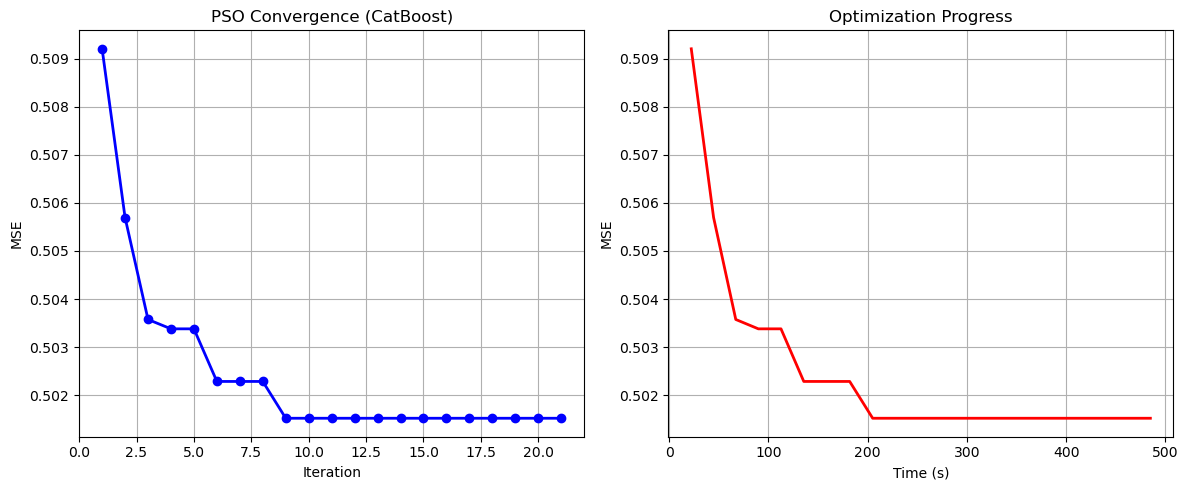 PSO Convergence (CatBoost)
MSE
0.509
0.508
0.507
0.506
0.505
0.504
0.503
0.502
0.0 2.5 5.0 7.5 10.0 12.5 15.0 17.5 20.0
Iteration
Optimization Progress
MSE
0.509
0.508
0.507
0.506
0.505
0.504
0.503
0.502
0 100 200 300 400 500
Time (s)